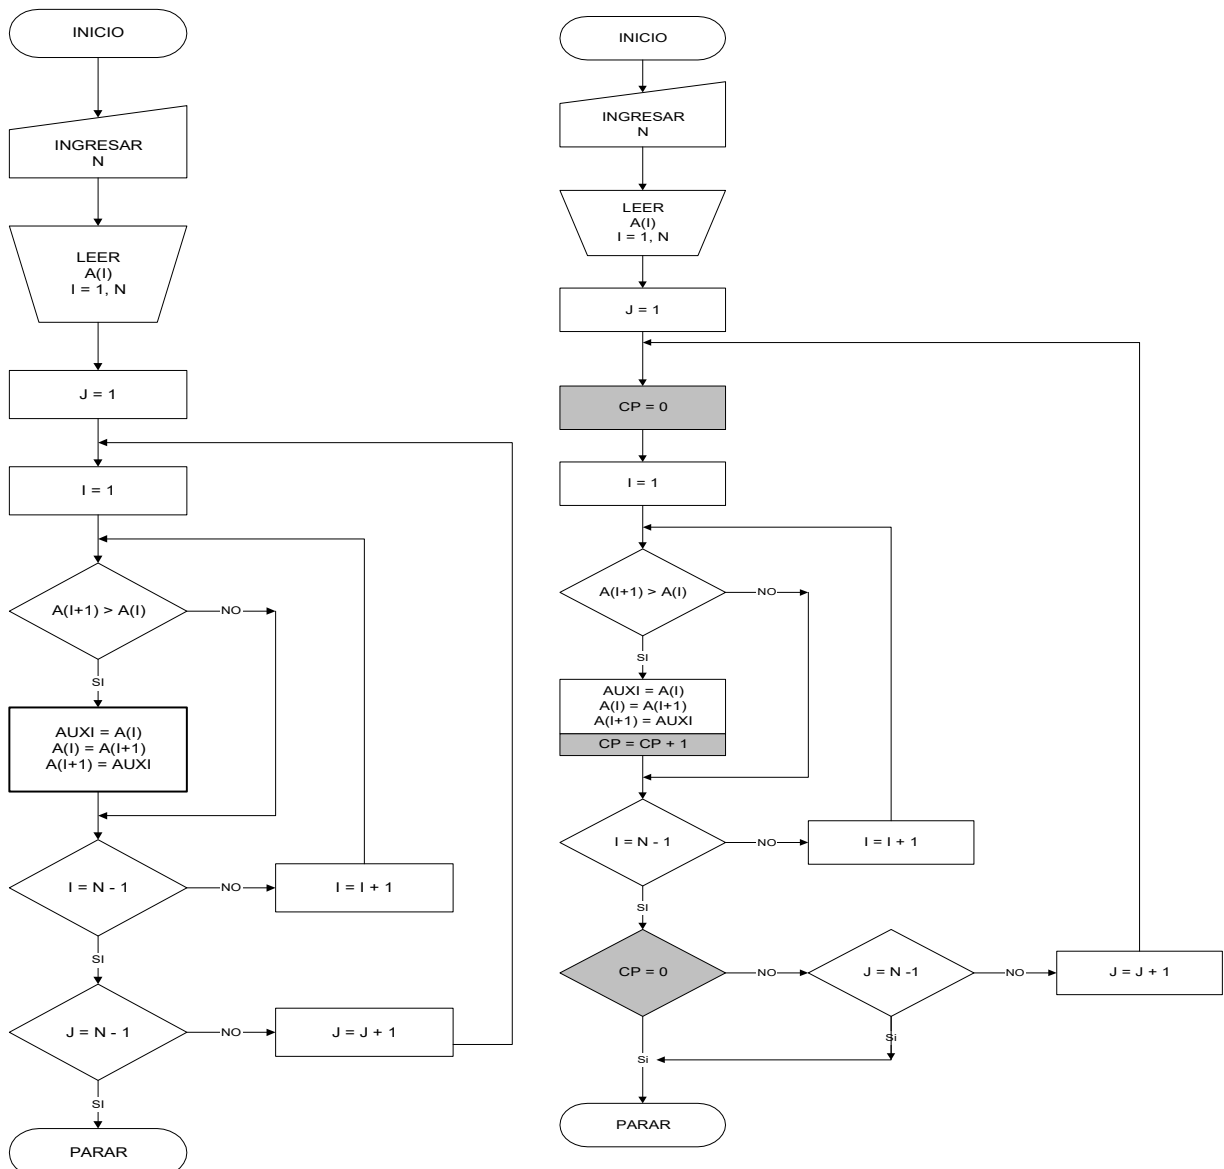 INICIO
INGRESAR
N
LEER
A(I)
I = 1, N
J = 1
I = 1
A(I+1) > A(I)
NO
SI
AUXI = A(I)
A(I) = A(I+1)
A(I+1) = AUXI
I = N - 1
NO
I = I + 1
SI
J = N - 1
NO
J = J + 1
SI
PARAR
INICIO
INGRESAR
N
LEER
A(I)
I = 1, N
J = 1
CP = 0
I = 1
A(I+1) > A(I)
NO
SI
AUXI = A(I)
A(I) = A(I+1)
A(I+1) = AUXI
CP = CP + 1
I = N - 1
NO
I = I + 1
SI
CP = 0
NO
J = N -1
NO
J = J + 1
Si
Si
PARAR